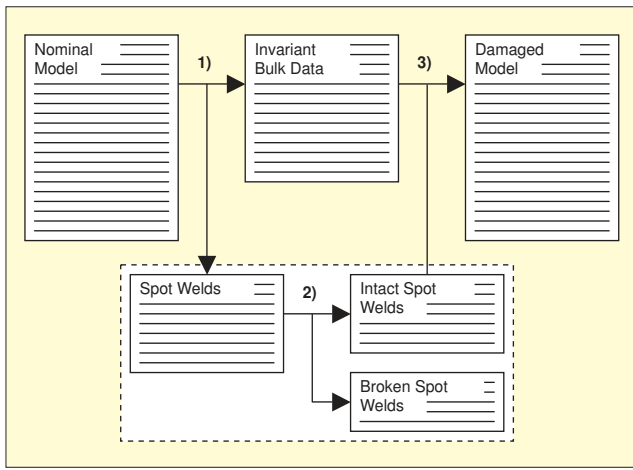 Nominal
Model
1)
Invariant
Bulk Data
3)
Damaged
Model
Spot Welds
2)
Intact Spot
Welds
Broken Spot
Welds